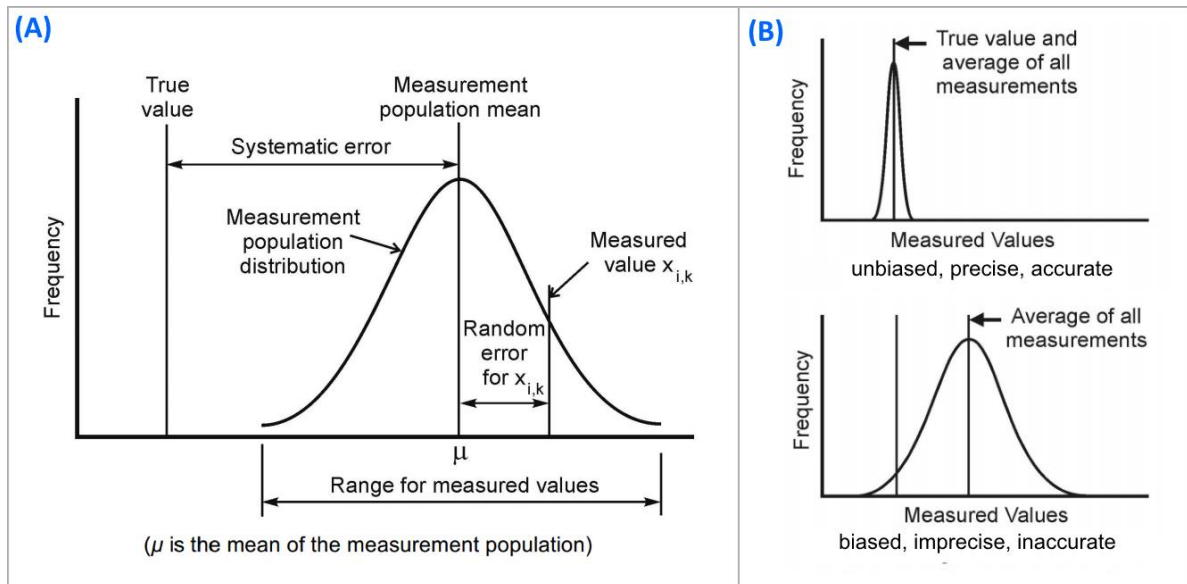 (A)
True
value
Measurement
population mean
Systematic error
Measurement
population
distribution
Measured
value x_{i,k}
Random
error
for x_{i,k}
Frequency
μ
Range for measured values
(μ is the mean of the measurement population)
(B)
True value and
average of all
measurements
Frequency
Measured Values
unbiased, precise, accurate
Average of all
measurements
Frequency
Measured Values
biased, imprecise, inaccurate